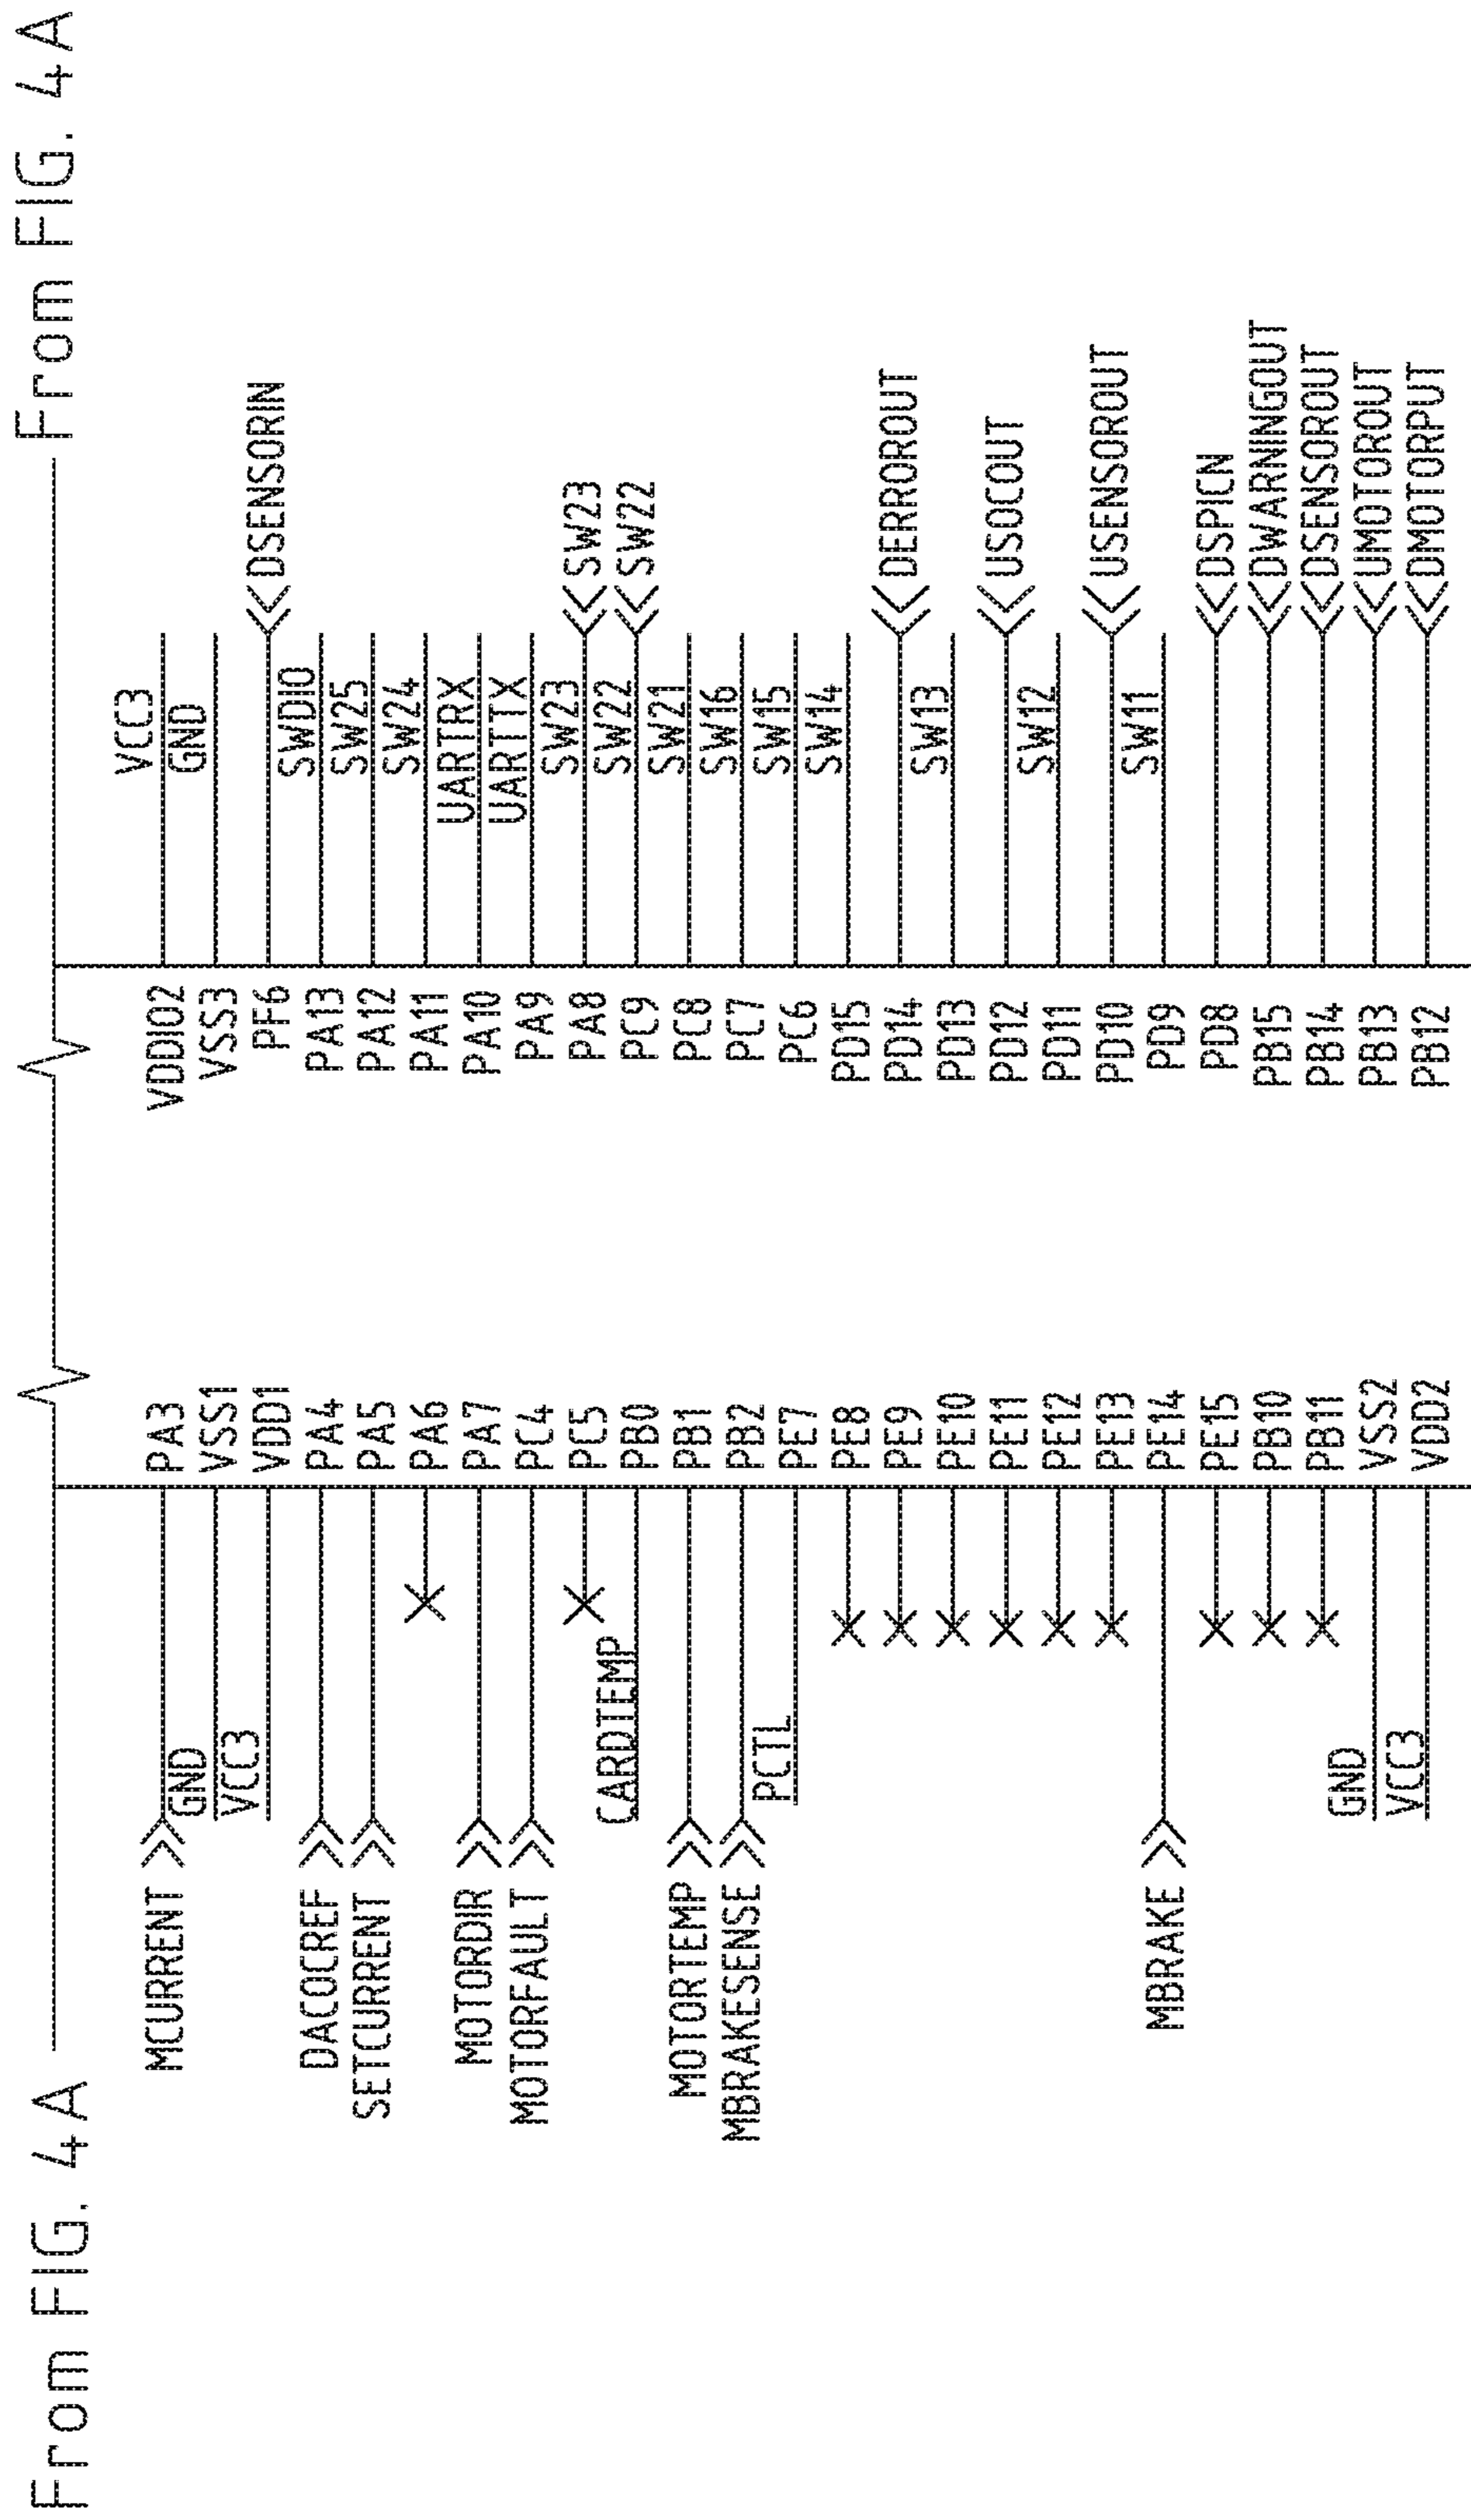 From FIG. 4A From FIG. 4A
MCURRENT PA3 VDDIO2 VCC3
GND VSS1 VSS3 GND
VCC3 VDD1 PF6 DSENSORIN
DACOCREF PA4 PA13 SWDIO
SETCURRENT PA5 PA12 SW25
PA6 PA11 SW24
MOTORDIR PA7 PA10 UARTRX
MOTORFAULT PC4 PA9 UARTTX
PC5 PA8 SW23 SW23
CARDTEMP PB0 PC9 SW22 SW22
MOTORTEMP PB1 PC8 SW21
MBRAKESENSE PB2 PC7 SW16
PCTL PE7 PC6 SW15
PE8 PD15 SW14
PE9 PD14 DERROROUT
PE10 PD13 SW13
PE11 PD12 USOCOUT
PE12 PD11 SW12
PE13 PD10 USENSOROUT
MBRAKE PE14 PD9 SW11
PE15 PD8 DSPICN
PB10 PB15 DWARNINGOUT
PB11 PB14 DSENSOROUT
GND VSS2 PB13 UMOTOROUT
VCC3 VDD2 PB12 DMOTORPUT